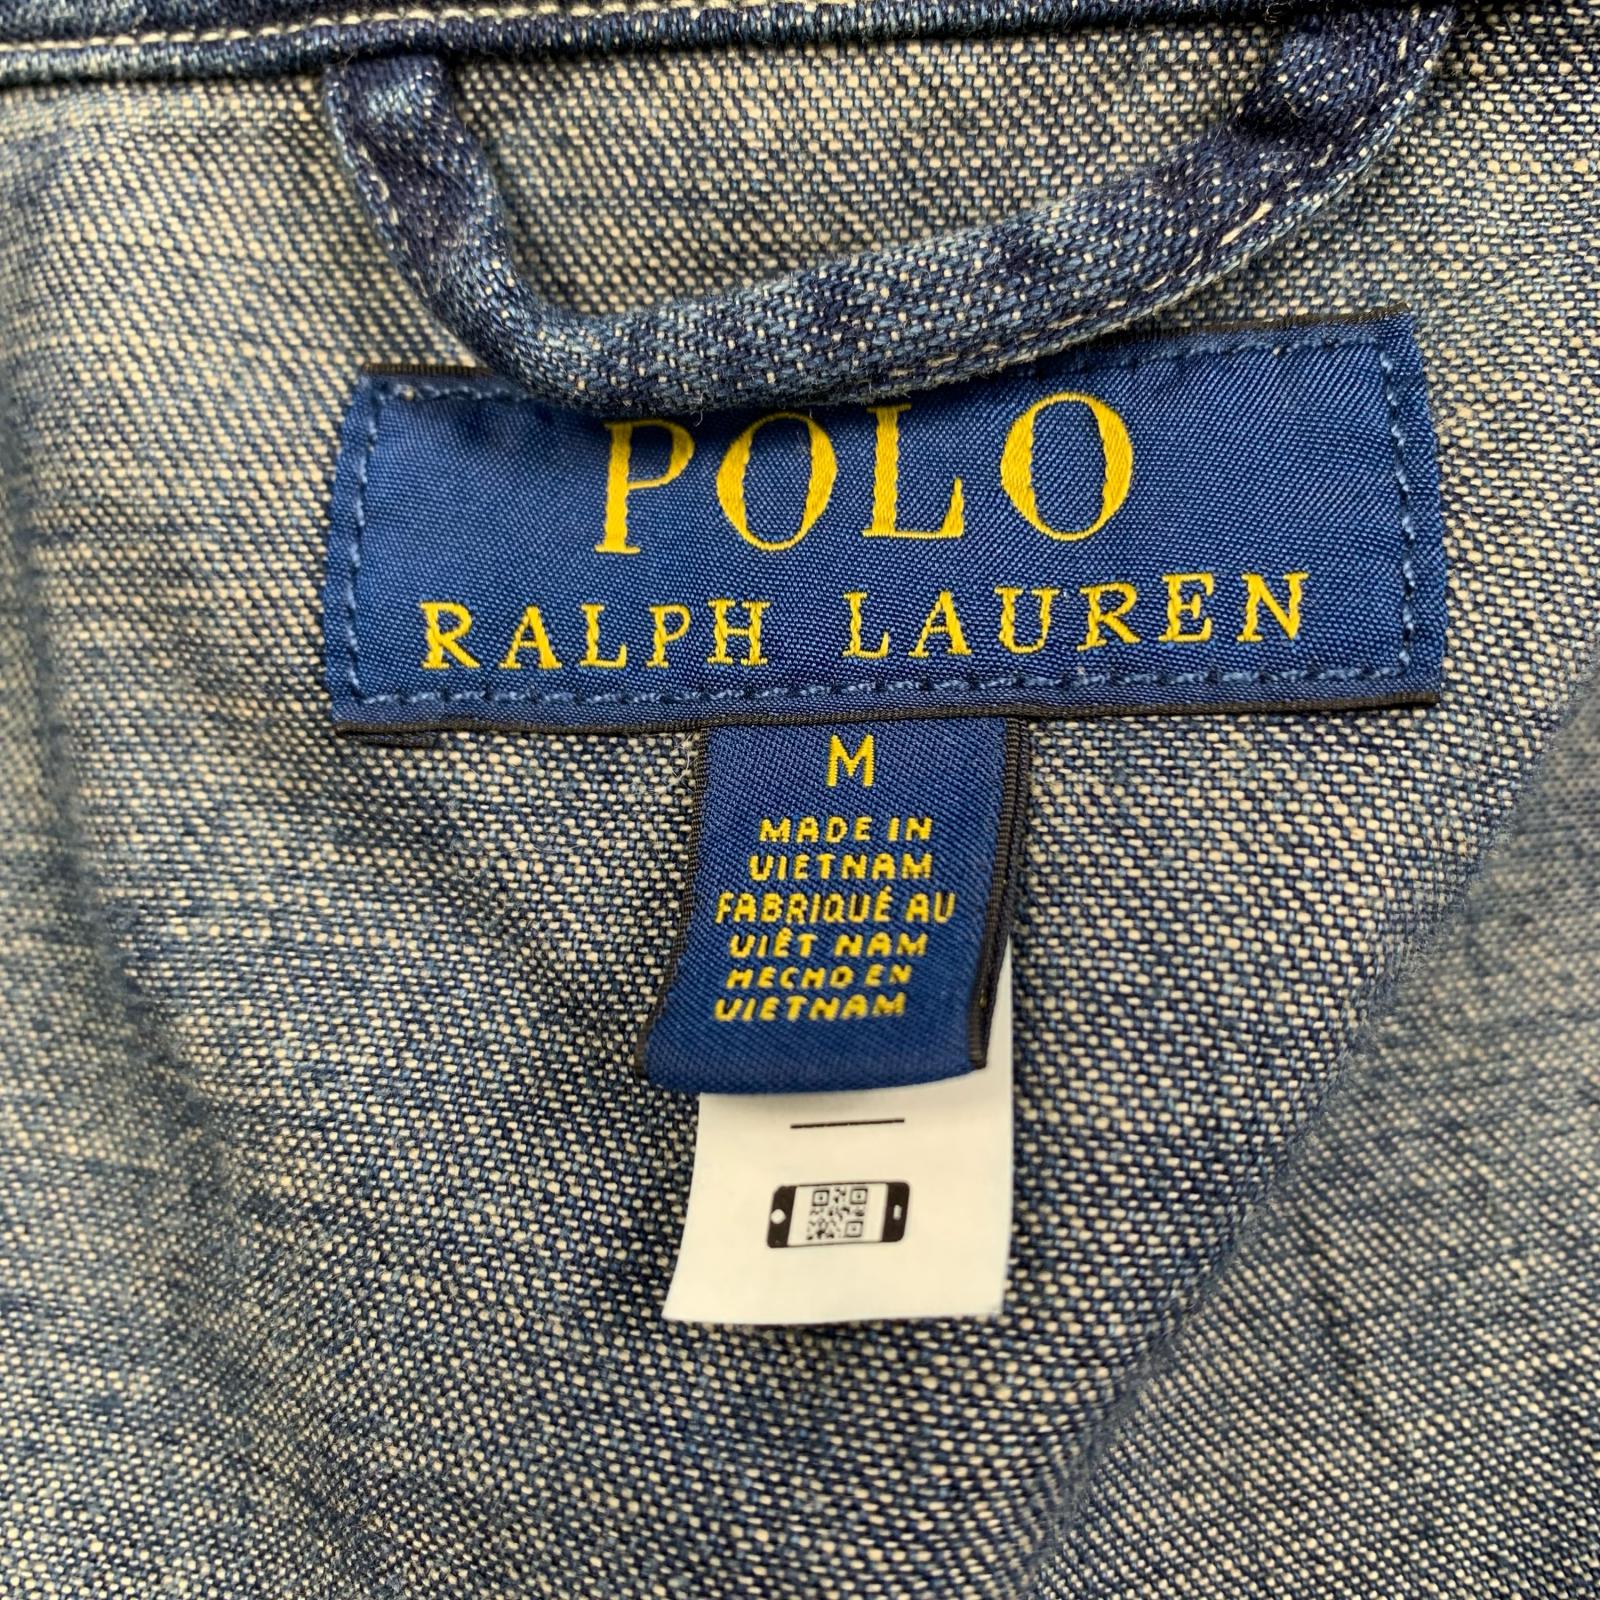 POLO
RALPH LAUREN
M
MADE IN
VIETNAM
FABRIQUÉ AU
VIÊT NAM
HECHO EN
VIETNAM